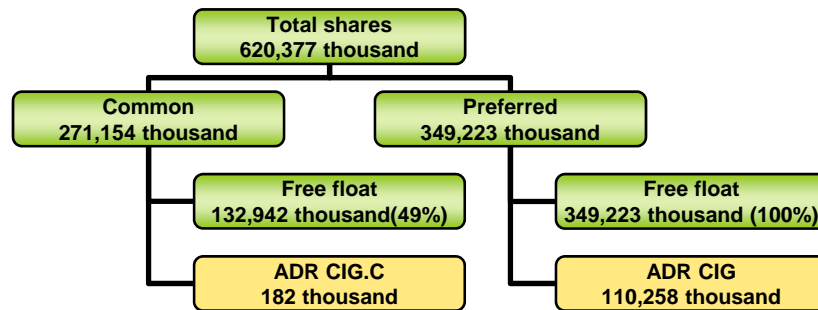 Total shares
620,377 thousand
Common
271,154 thousand
Preferred
349,223 thousand
Free float
132,942 thousand(49%)
Free float
349,223 thousand (100%)
ADR CIG.C
182 thousand
ADR CIG
110,258 thousand